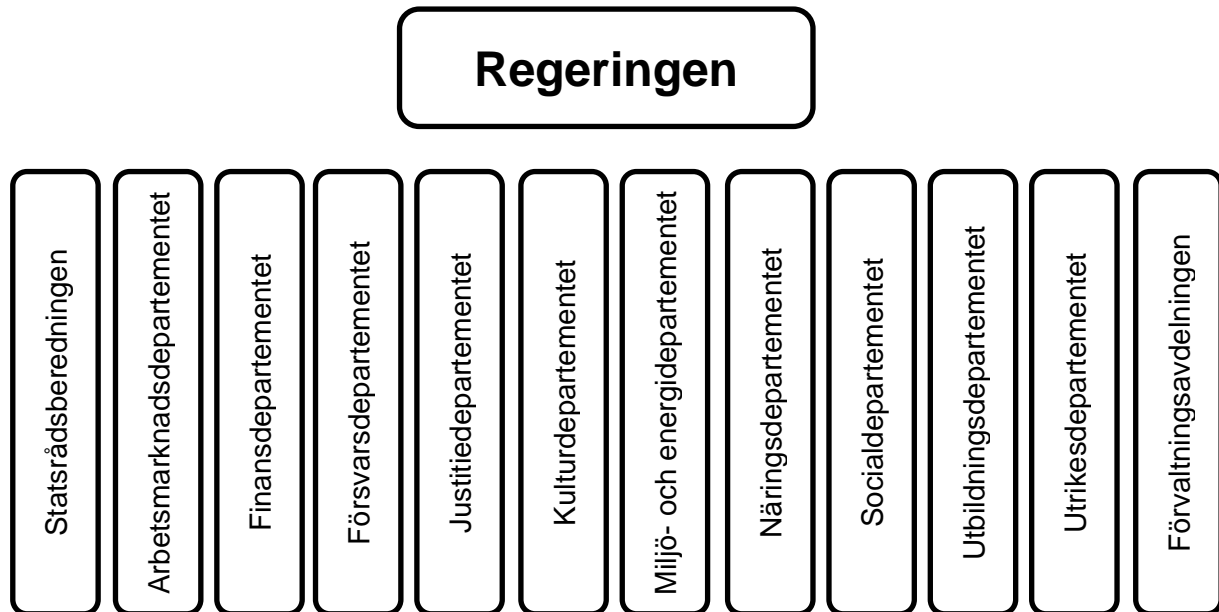 Regeringen
Statsrådsberedningen
Arbetsmarknadsdepartementet
Finansdepartementet
Försvarsdepartementet
Justitiedepartementet
Kulturdepartementet
Miljö- och energidepartementet
Näringsdepartementet
Socialdepartementet
Utbildningsdepartementet
Utrikesdepartementet
Förvaltningsavdelningen